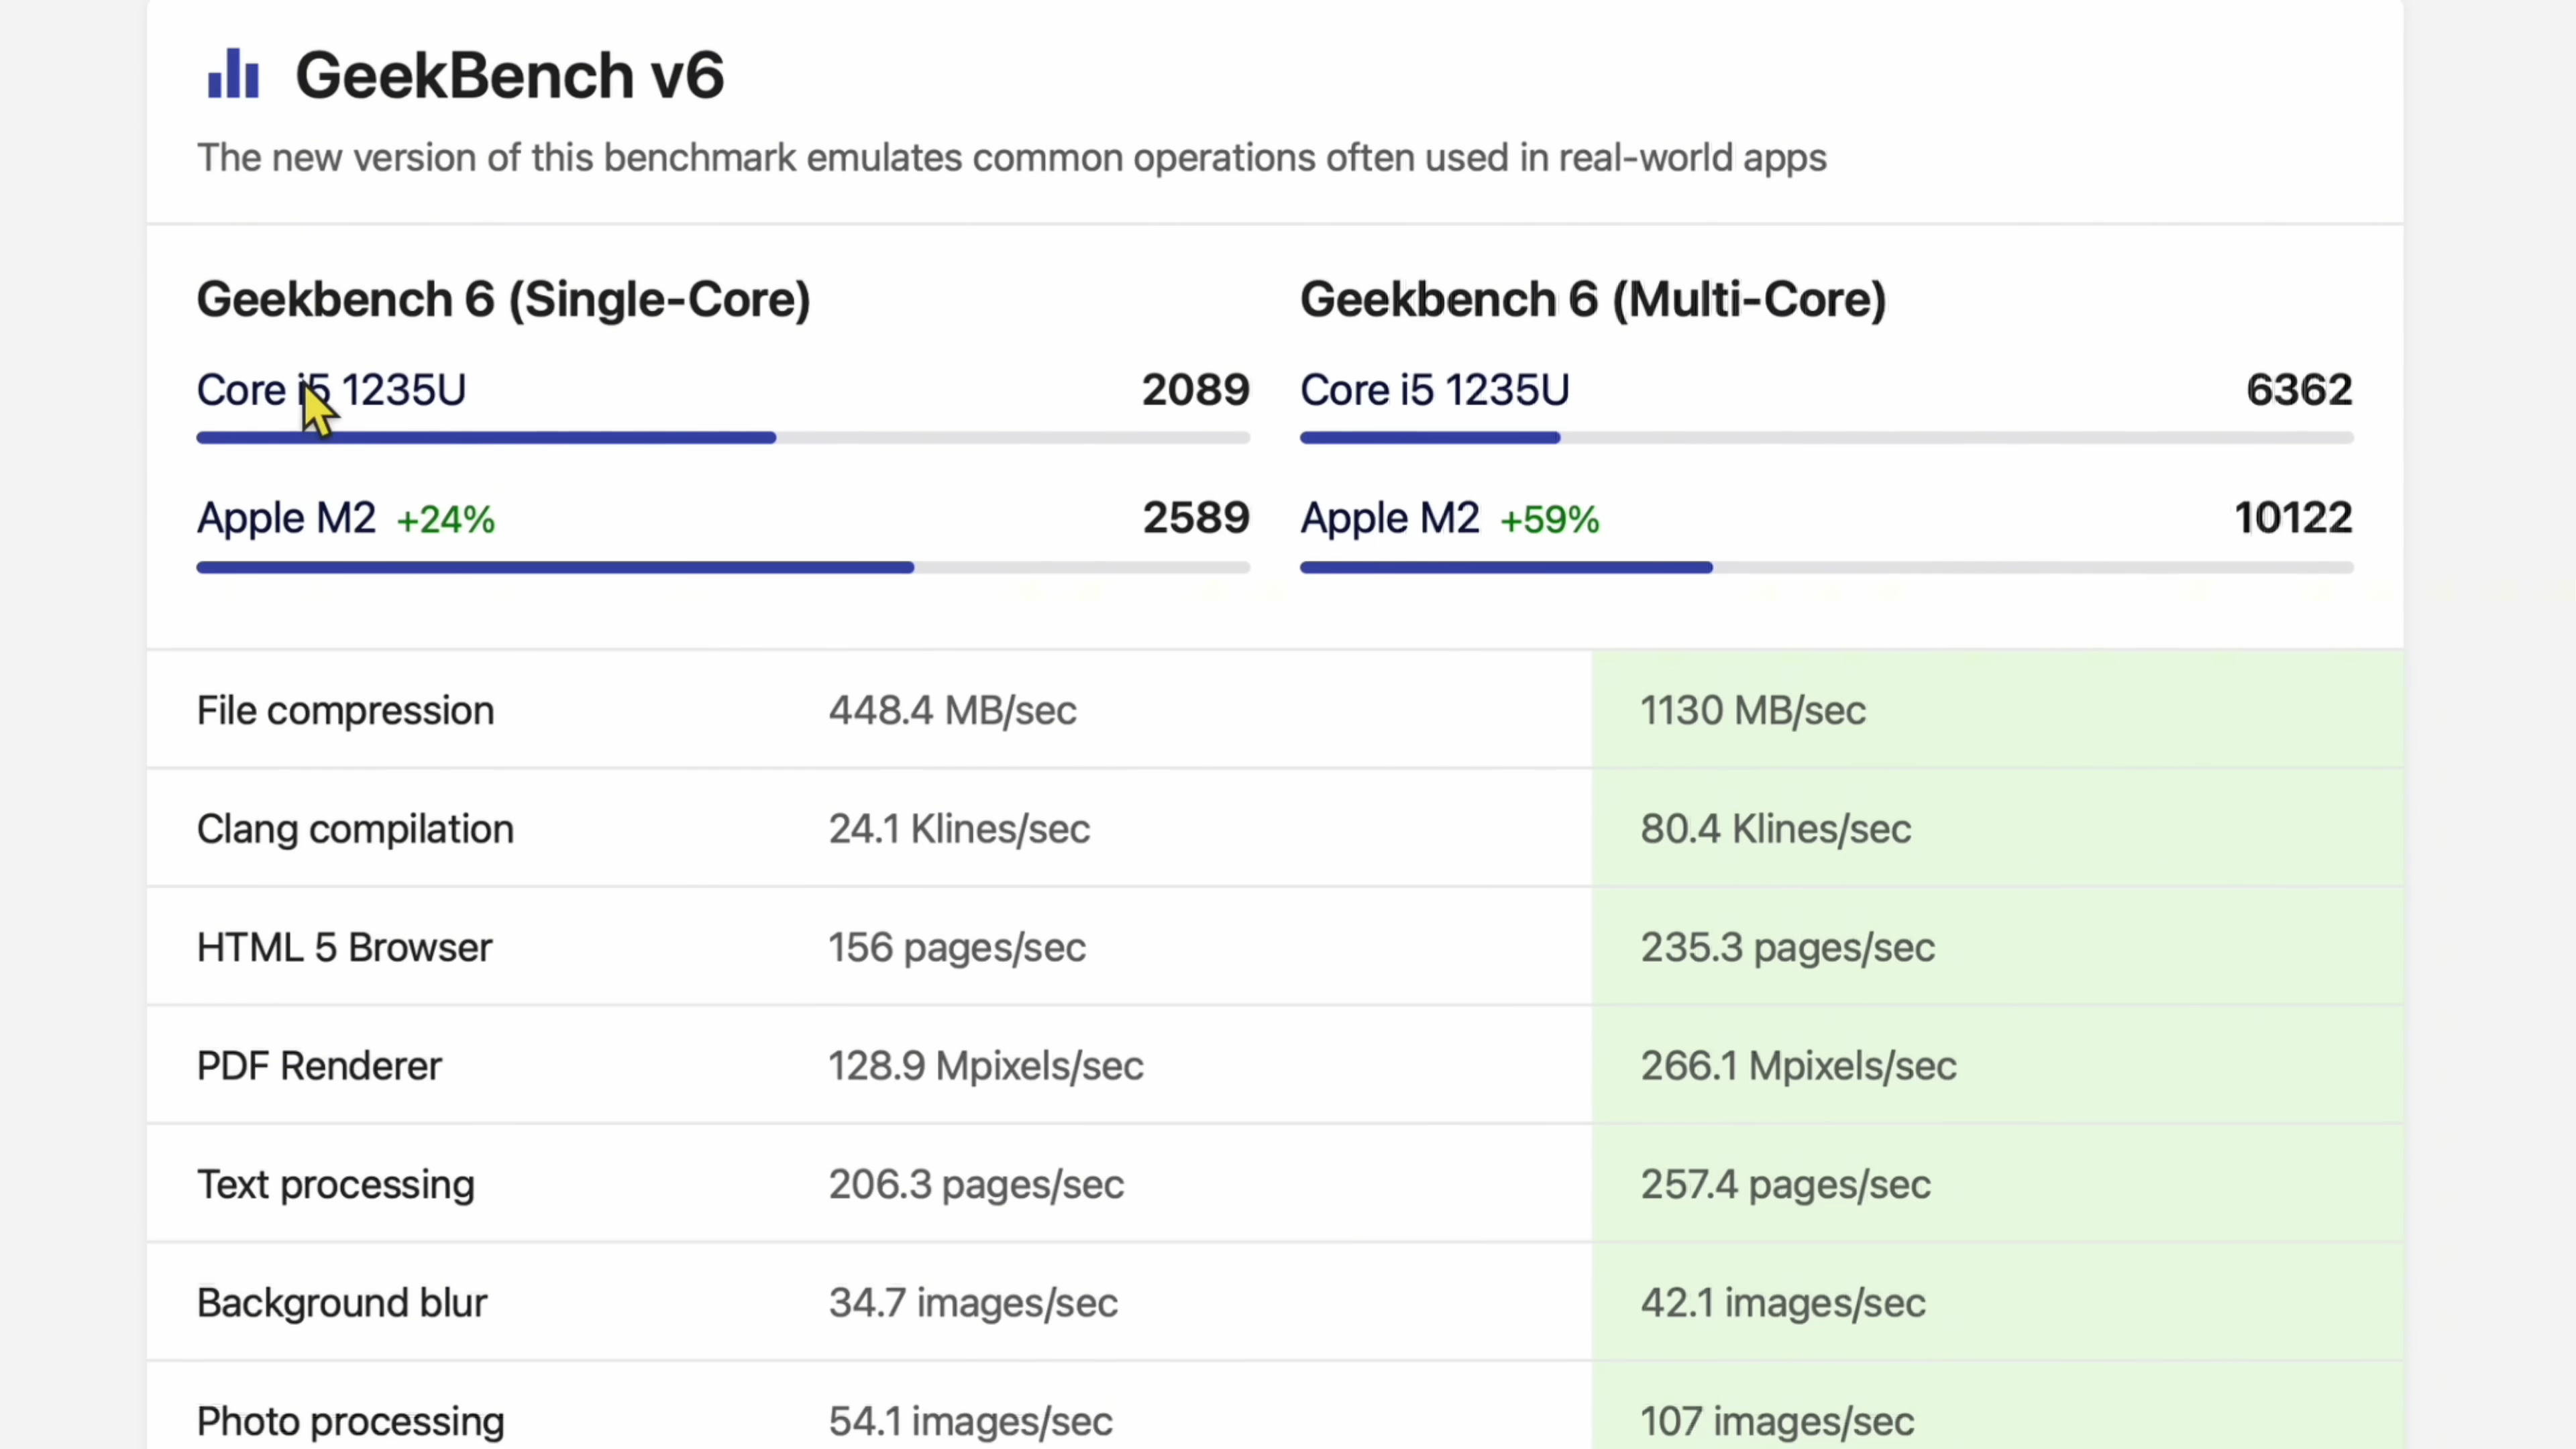 GeekBench v6
The new version of this benchmark emulates common operations often used in real-world apps
Geekbench 6 (Single-Core)
Core i5 1235U 2089
Apple M2 +24% 2589
Geekbench 6 (Multi-Core)
Core i5 1235U 6362
Apple M2 +59% 10122
File compression 448.4 MB/sec 1130 MB/sec
Clang compilation 24.1 Klines/sec 80.4 Klines/sec
HTML 5 Browser 156 pages/sec 235.3 pages/sec
PDF Renderer 128.9 Mpixels/sec 266.1 Mpixels/sec
Text processing 206.3 pages/sec 257.4 pages/sec
Background blur 34.7 images/sec 42.1 images/sec
Photo processing 54.1 images/sec 107 images/sec